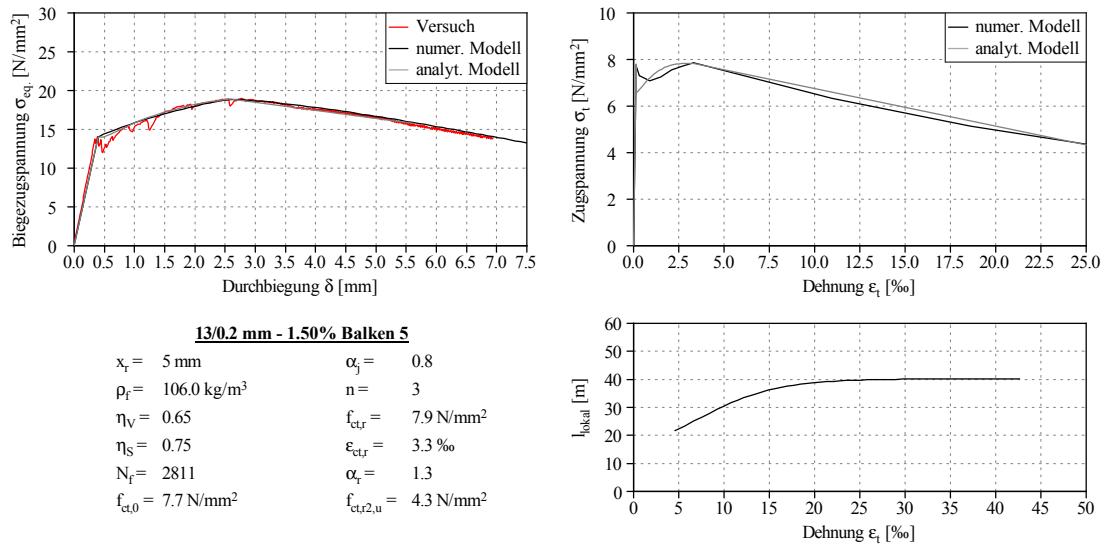 Biegezugspannung σeq. [N/mm²]
30
25
20
15
10
5
0
0.0 0.5 1.0 1.5 2.0 2.5 3.0 3.5 4.0 4.5 5.0 5.5 6.0 6.5 7.0 7.5
Durchbiegung δ [mm]
Versuch
numer. Modell
analyt. Modell
Zugspannung σt [N/mm²]
10
8
6
4
2
0
0.0 2.5 5.0 7.5 10.0 12.5 15.0 17.5 20.0 22.5 25.0
Dehnung εt [‰]
numer. Modell
analyt. Modell
13/0.2 mm - 1.50% Balken 5
xr = 5 mm αj = 0.8
ρf = 106.0 kg/m³ n = 3
ηV = 0.65 fct,r = 7.9 N/mm²
ηS = 0.75 εct,r = 3.3 ‰
Nf = 2811 αr = 1.3
fct,0 = 7.7 N/mm² fct,r2,u = 4.3 N/mm²
llokal [m]
60
50
40
30
20
10
0
0 5 10 15 20 25 30 35 40 45 50
Dehnung εt [‰]